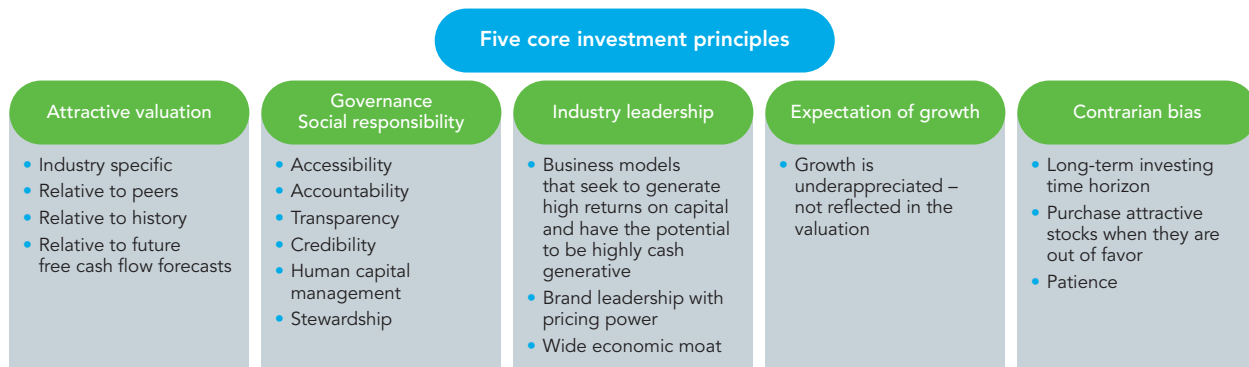 Five core investment principles
Attractive valuation
• Industry specific
• Relative to peers
• Relative to history
• Relative to future
free cash flow forecasts
Governance
Social responsibility
• Accessibility
• Accountability
• Transparency
• Credibility
• Human capital
management
• Stewardship
Industry leadership
• Business models
that seek to generate
high returns on capital
and have the potential
to be highly cash
generative
• Brand leadership with
pricing power
• Wide economic moat
Expectation of growth
• Growth is
underappreciated –
not reflected in the
valuation
Contrarian bias
• Long-term investing
time horizon
• Purchase attractive
stocks when they are
out of favor
• Patience